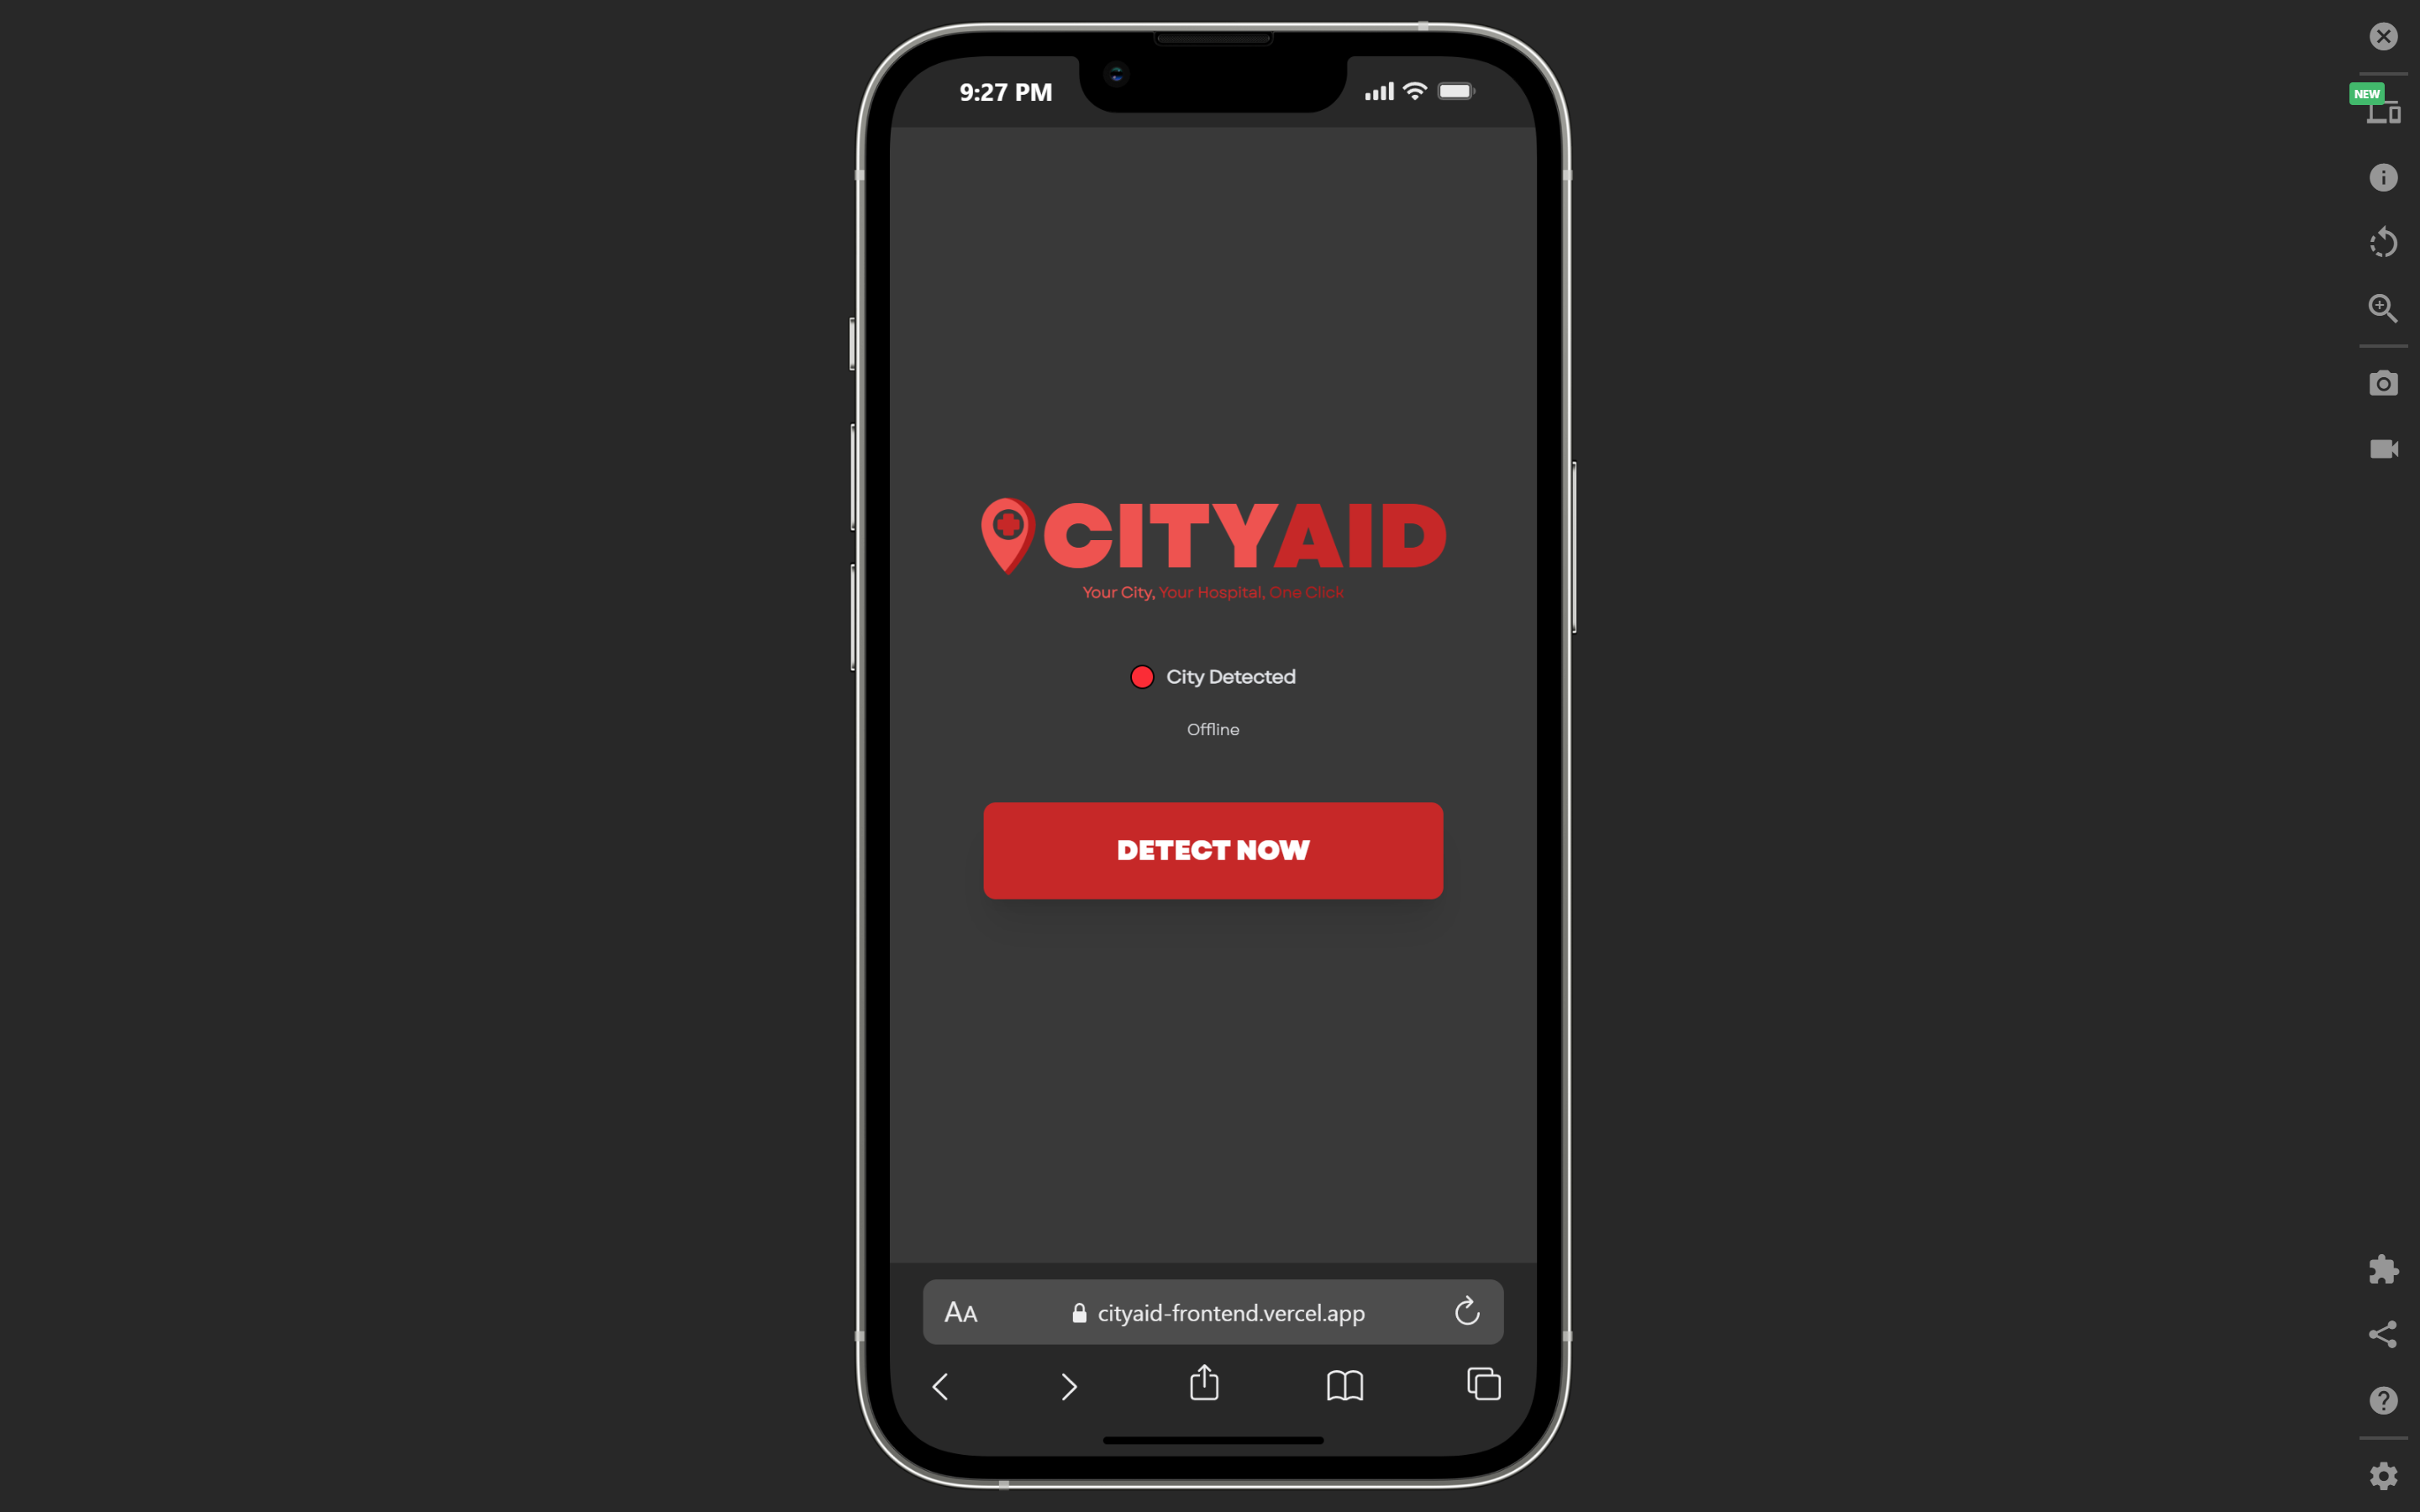 9:27 PM
NEW
CITYAID
Your City, Your Hospital, One Click
City Detected
Offline
DETECT NOW
AA
cityaid-frontend.vercel.app